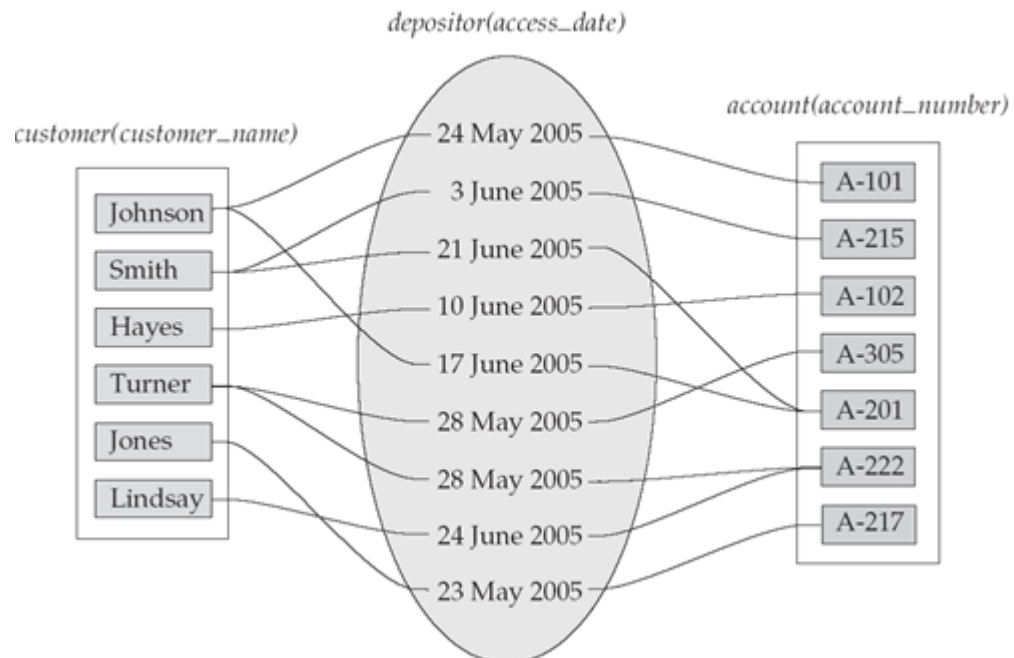 depositor(access_date)
customer(customer_name)
account(account_number)
Johnson
Smith
Hayes
Turner
Jones
Lindsay
24 May 2005
3 June 2005
21 June 2005
10 June 2005
17 June 2005
28 May 2005
28 May 2005
24 June 2005
23 May 2005
A-101
A-215
A-102
A-305
A-201
A-222
A-217